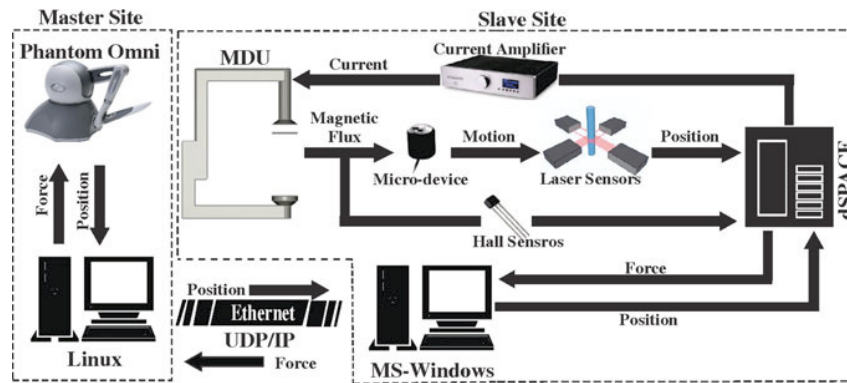 Master Site
Slave Site
Phantom Omni
MDU
Current Amplifier
Current
Magnetic
Flux
Motion
Position
Micro-device
Laser Sensors
dSPACE
Hall Sensros
Force
Position
Force
Position
Position
Ethernet
UDP/IP
Force
Linux
MS-Windows